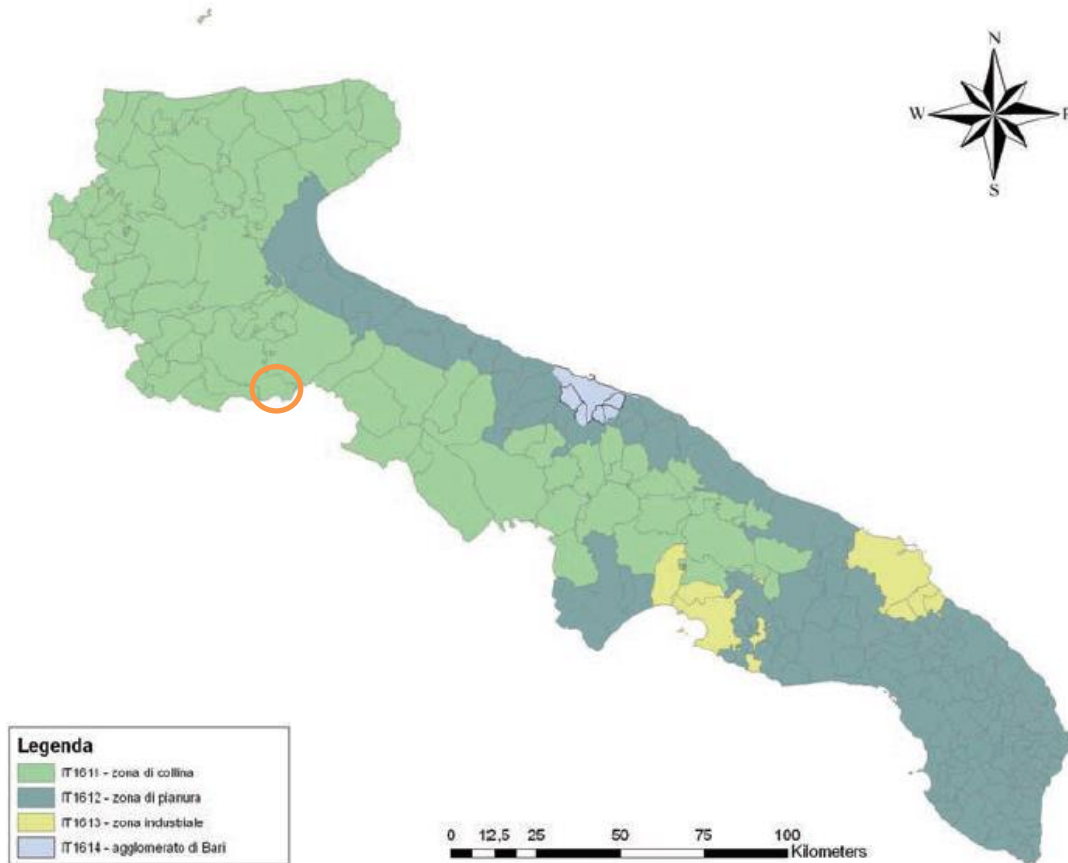 N
W E
S
Legenda
IT1611 - zona di collina
IT1612 - zona di pianura
IT1613 - zona industriale
IT1614 - agglomerato di Bari
0 12,5 25 50 75 100
Kilometers